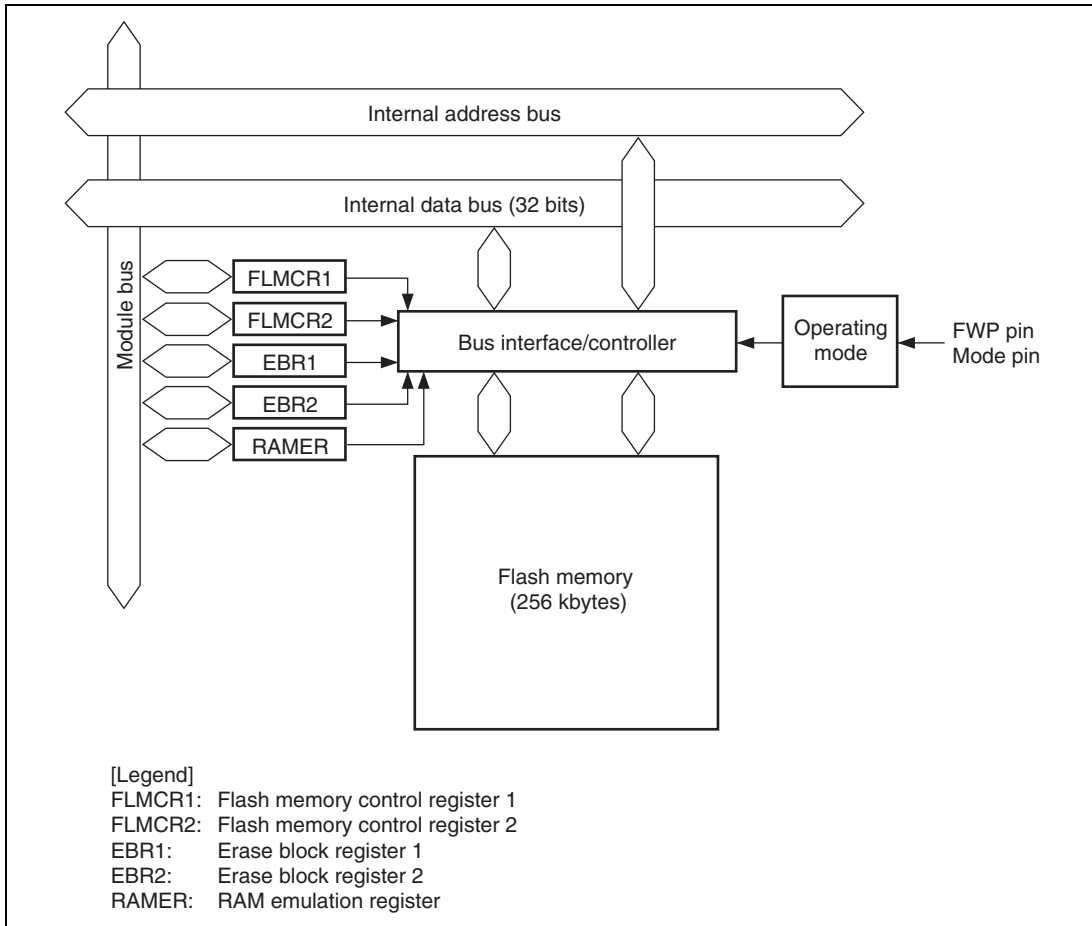 Internal address bus
Internal data bus (32 bits)
Module bus
FLMCR1
FLMCR2
EBR1
EBR2
RAMER
Bus interface/controller
Operating
mode
FWP pin
Mode pin
Flash memory
(256 kbytes)
[Legend]
FLMCR1: Flash memory control register 1
FLMCR2: Flash memory control register 2
EBR1: Erase block register 1
EBR2: Erase block register 2
RAMER: RAM emulation register